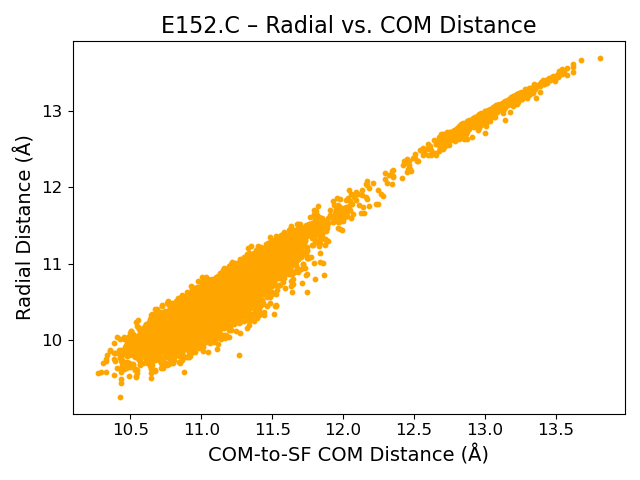 E152.C – Radial vs. COM Distance
Radial Distance (Å)
13
12
11
10
10.5 11.0 11.5 12.0 12.5 13.0 13.5
COM-to-SF COM Distance (Å)